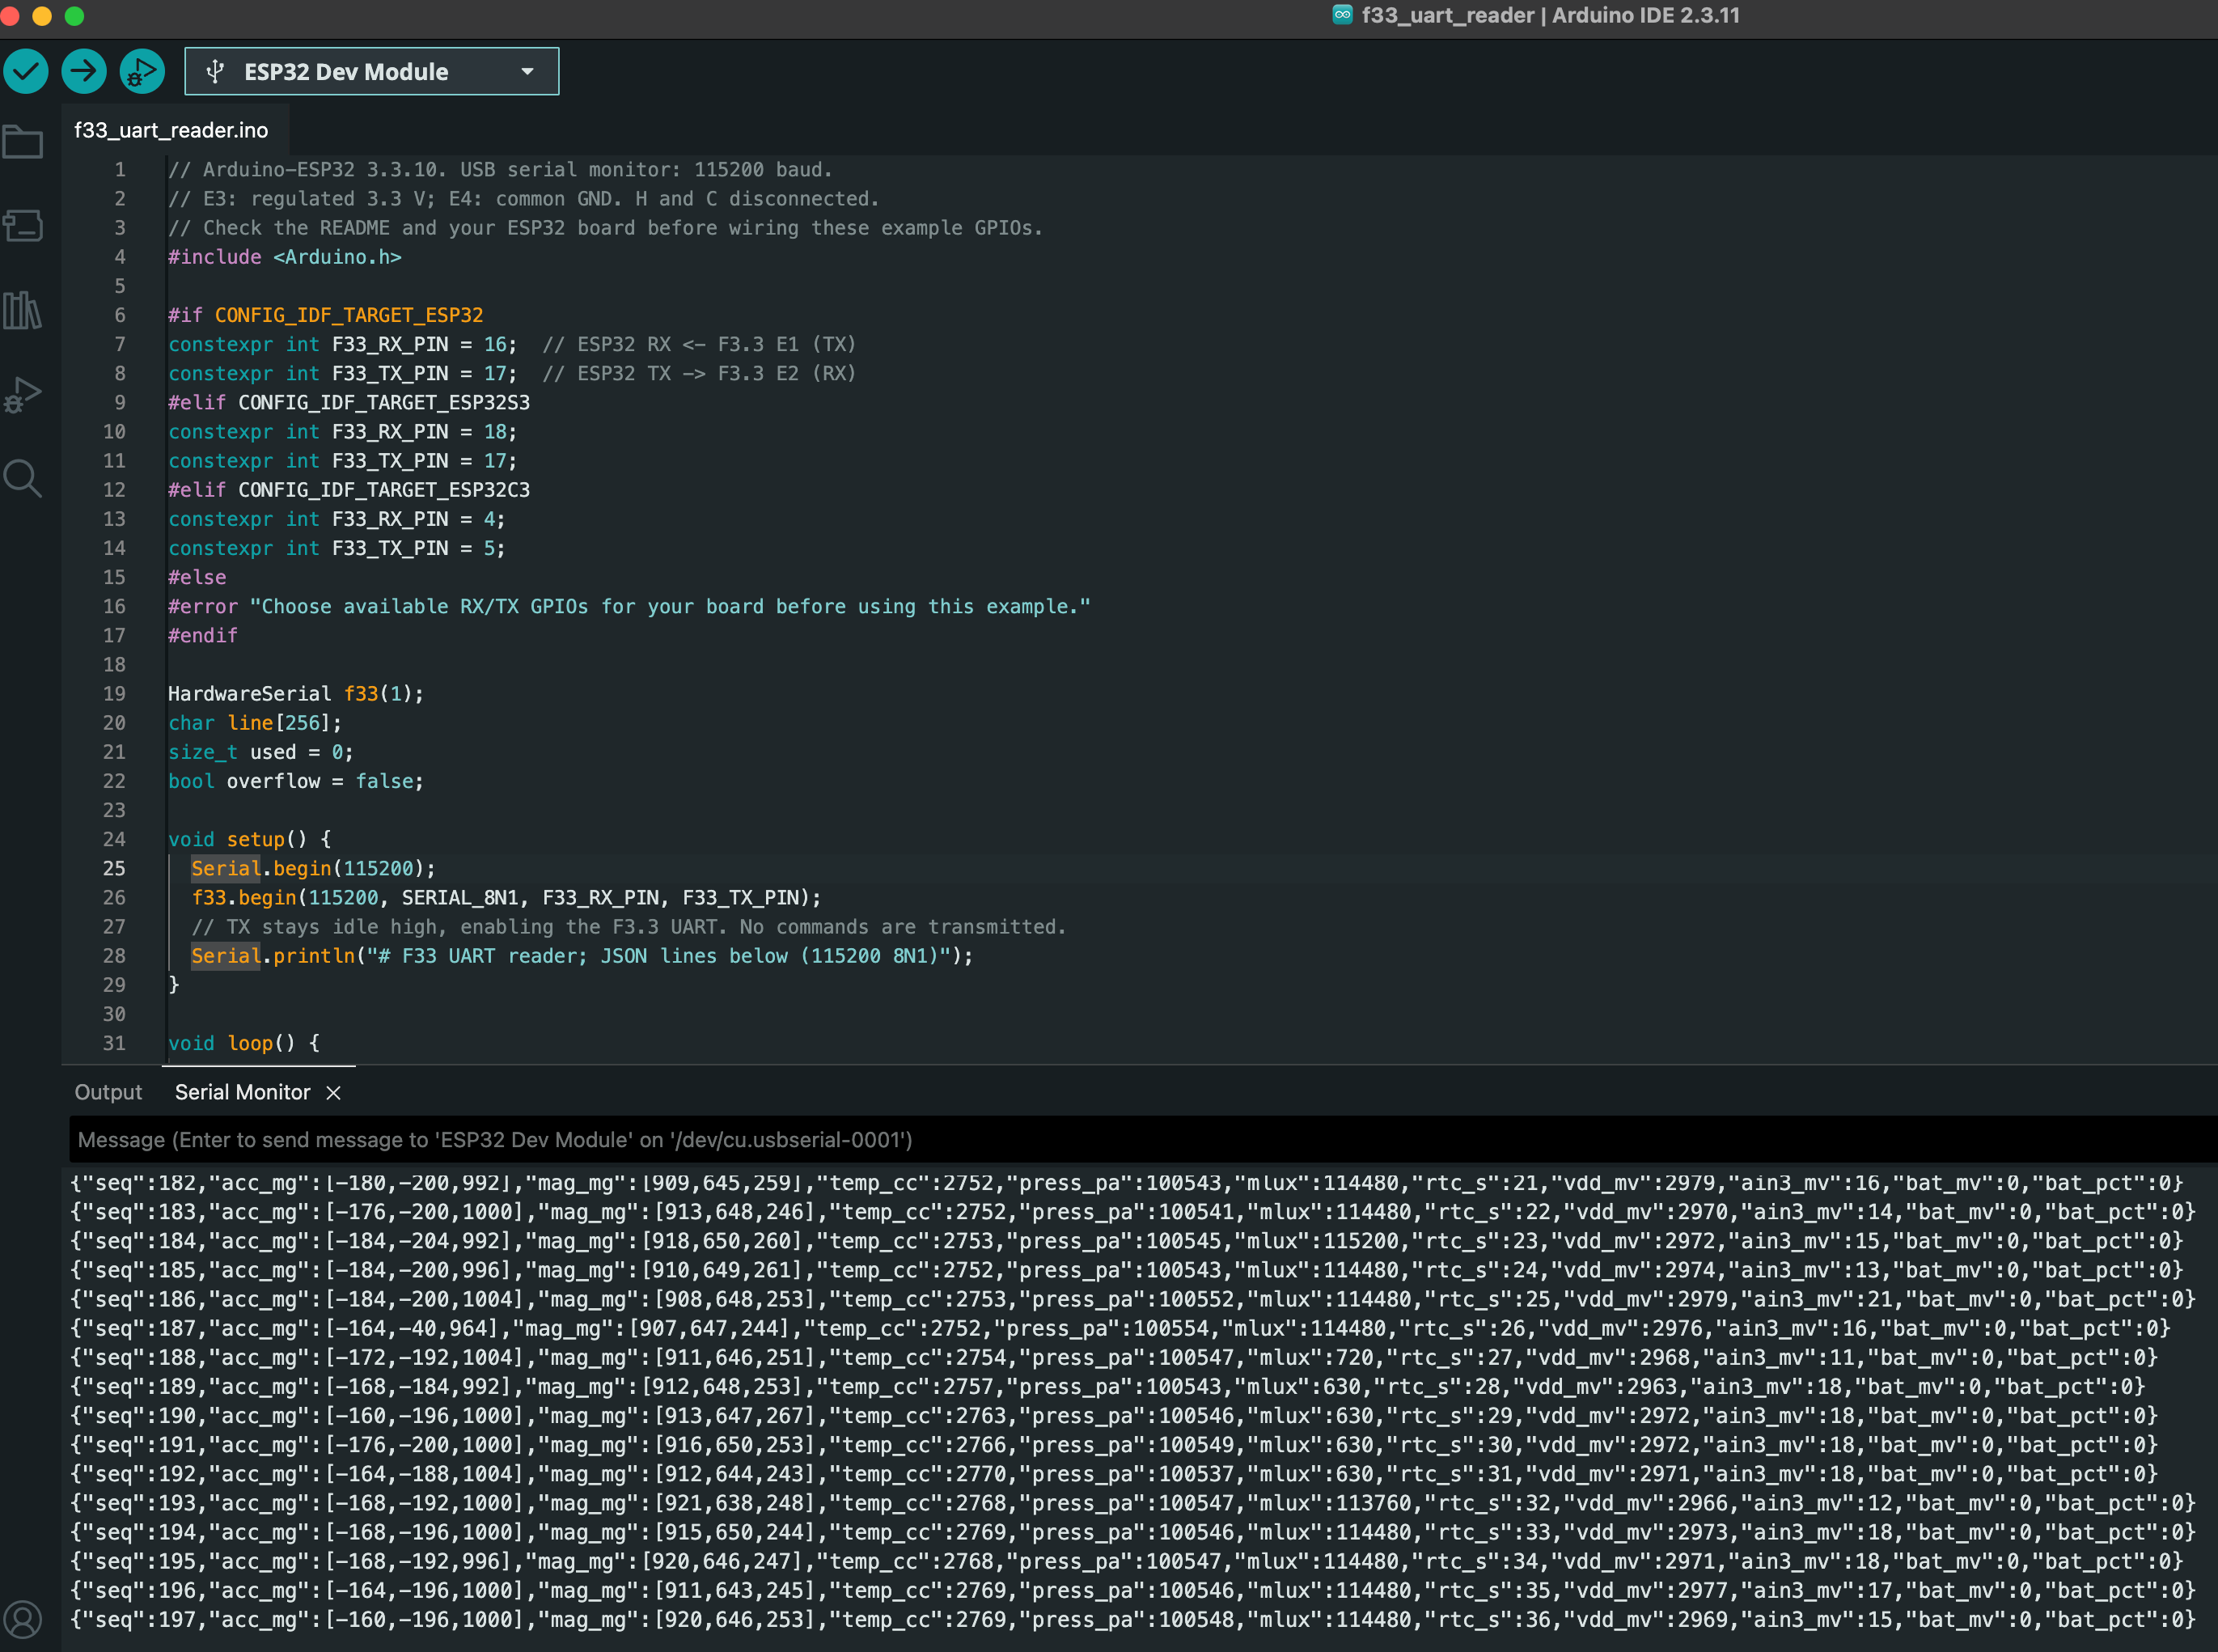 f33_uart_reader | Arduino IDE 2.3.11
ESP32 Dev Module
f33_uart_reader.ino
1 // Arduino-ESP32 3.3.10. USB serial monitor: 115200 baud.
2 // E3: regulated 3.3 V; E4: common GND. H and C disconnected.
3 // Check the README and your ESP32 board before wiring these example GPIOs.
4 #include <Arduino.h>
5
6 #if CONFIG_IDF_TARGET_ESP32
7 constexpr int F33_RX_PIN = 16;  // ESP32 RX <- F3.3 E1 (TX)
8 constexpr int F33_TX_PIN = 17;  // ESP32 TX -> F3.3 E2 (RX)
9 #elif CONFIG_IDF_TARGET_ESP32S3
10 constexpr int F33_RX_PIN = 18;
11 constexpr int F33_TX_PIN = 17;
12 #elif CONFIG_IDF_TARGET_ESP32C3
13 constexpr int F33_RX_PIN = 4;
14 constexpr int F33_TX_PIN = 5;
15 #else
16 #error "Choose available RX/TX GPIOs for your board before using this example."
17 #endif
18
19 HardwareSerial f33(1);
20 char line[256];
21 size_t used = 0;
22 bool overflow = false;
23
24 void setup() {
25   Serial.begin(115200);
26   f33.begin(115200, SERIAL_8N1, F33_RX_PIN, F33_TX_PIN);
27   // TX stays idle high, enabling the F3.3 UART. No commands are transmitted.
28   Serial.println("# F33 UART reader; JSON lines below (115200 8N1)");
29 }
30
31 void loop() {
Output Serial Monitor
Message (Enter to send message to 'ESP32 Dev Module' on '/dev/cu.usbserial-0001')
{"seq":182,"acc_mg":[-180,-200,992],"mag_mg":[909,645,259],"temp_cc":2752,"press_pa":100543,"mlux":114480,"rtc_s":21,"vdd_mv":2979,"ain3_mv":16,"bat_mv":0,"bat_pct":0}
{"seq":183,"acc_mg":[-176,-200,1000],"mag_mg":[913,648,246],"temp_cc":2752,"press_pa":100541,"mlux":114480,"rtc_s":22,"vdd_mv":2970,"ain3_mv":14,"bat_mv":0,"bat_pct":0}
{"seq":184,"acc_mg":[-184,-204,992],"mag_mg":[918,650,260],"temp_cc":2753,"press_pa":100545,"mlux":115200,"rtc_s":23,"vdd_mv":2972,"ain3_mv":15,"bat_mv":0,"bat_pct":0}
{"seq":185,"acc_mg":[-184,-200,996],"mag_mg":[910,649,261],"temp_cc":2752,"press_pa":100543,"mlux":114480,"rtc_s":24,"vdd_mv":2974,"ain3_mv":13,"bat_mv":0,"bat_pct":0}
{"seq":186,"acc_mg":[-184,-200,1004],"mag_mg":[908,648,253],"temp_cc":2753,"press_pa":100552,"mlux":114480,"rtc_s":25,"vdd_mv":2979,"ain3_mv":21,"bat_mv":0,"bat_pct":0}
{"seq":187,"acc_mg":[-164,-40,964],"mag_mg":[907,647,244],"temp_cc":2752,"press_pa":100554,"mlux":114480,"rtc_s":26,"vdd_mv":2976,"ain3_mv":16,"bat_mv":0,"bat_pct":0}
{"seq":188,"acc_mg":[-172,-192,1004],"mag_mg":[911,646,251],"temp_cc":2754,"press_pa":100547,"mlux":720,"rtc_s":27,"vdd_mv":2968,"ain3_mv":11,"bat_mv":0,"bat_pct":0}
{"seq":189,"acc_mg":[-168,-184,992],"mag_mg":[912,648,253],"temp_cc":2757,"press_pa":100543,"mlux":630,"rtc_s":28,"vdd_mv":2963,"ain3_mv":18,"bat_mv":0,"bat_pct":0}
{"seq":190,"acc_mg":[-160,-196,1000],"mag_mg":[913,647,267],"temp_cc":2763,"press_pa":100546,"mlux":630,"rtc_s":29,"vdd_mv":2972,"ain3_mv":18,"bat_mv":0,"bat_pct":0}
{"seq":191,"acc_mg":[-176,-200,1000],"mag_mg":[916,650,253],"temp_cc":2766,"press_pa":100549,"mlux":630,"rtc_s":30,"vdd_mv":2972,"ain3_mv":18,"bat_mv":0,"bat_pct":0}
{"seq":192,"acc_mg":[-164,-188,1004],"mag_mg":[912,644,243],"temp_cc":2770,"press_pa":100537,"mlux":630,"rtc_s":31,"vdd_mv":2971,"ain3_mv":18,"bat_mv":0,"bat_pct":0}
{"seq":193,"acc_mg":[-168,-192,1000],"mag_mg":[921,638,248],"temp_cc":2768,"press_pa":100547,"mlux":113760,"rtc_s":32,"vdd_mv":2966,"ain3_mv":12,"bat_mv":0,"bat_pct":0}
{"seq":194,"acc_mg":[-168,-196,1000],"mag_mg":[915,650,244],"temp_cc":2769,"press_pa":100546,"mlux":114480,"rtc_s":33,"vdd_mv":2973,"ain3_mv":18,"bat_mv":0,"bat_pct":0}
{"seq":195,"acc_mg":[-168,-192,996],"mag_mg":[920,646,247],"temp_cc":2768,"press_pa":100547,"mlux":114480,"rtc_s":34,"vdd_mv":2971,"ain3_mv":18,"bat_mv":0,"bat_pct":0}
{"seq":196,"acc_mg":[-164,-196,1000],"mag_mg":[911,643,245],"temp_cc":2769,"press_pa":100546,"mlux":114480,"rtc_s":35,"vdd_mv":2977,"ain3_mv":17,"bat_mv":0,"bat_pct":0}
{"seq":197,"acc_mg":[-160,-196,1000],"mag_mg":[920,646,253],"temp_cc":2769,"press_pa":100548,"mlux":114480,"rtc_s":36,"vdd_mv":2969,"ain3_mv":15,"bat_mv":0,"bat_pct":0}